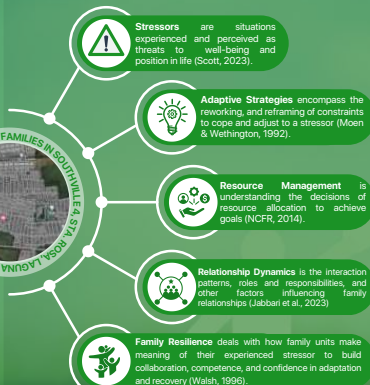 Stressors are situations
experienced and perceived as
threats to well-being and
position in life (Scott, 2023).
Adaptive Strategies encompass the
reworking, and reframing of constraints
to cope and adjust to a stressor (Moen
& Wethington, 1992).
FAMILIES IN SOUTHVILLE 4, STA. ROSA, LAGUNA
Resource Management is
understanding the decisions of
resource allocation to achieve
goals (NCFR, 2014).
Relationship Dynamics is the interaction
patterns, roles and responsibilities, and
other factors influencing family
relationships (Jabbari et al., 2023)
Family Resilience deals with how family units make
meaning of their experienced stressor to build
collaboration, competence, and confidence in adaptation
and recovery (Walsh, 1996).